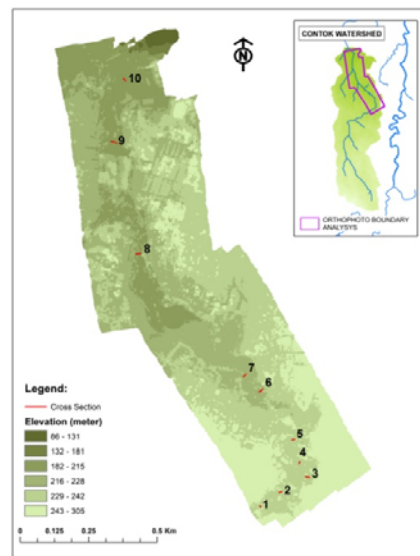 CONTOK WATERSHED
N
10
9
8
7
6
5
4
3
2
1
ORTHOPHOTO BOUNDARY
ANALYSYS
Legend:
Cross Section
Elevation (meter)
66 - 131
132 - 181
182 - 215
216 - 228
229 - 242
243 - 305
0 0.125 0.25 0.5 Km